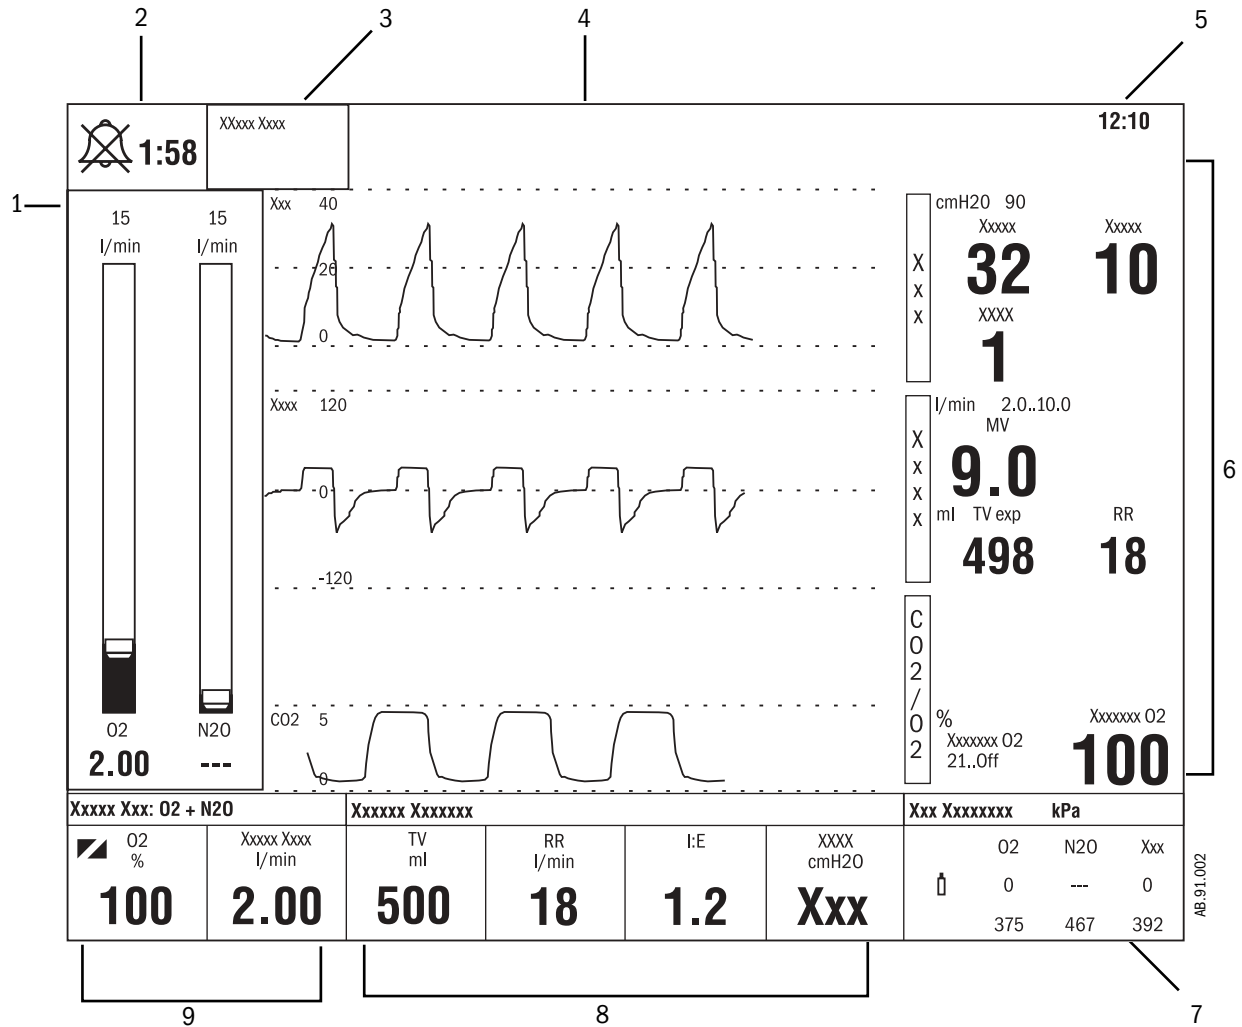 2 3 4 5
12:10
XXxxx Xxxx
1:58
1
15 15
l/min l/min
Xxx 40
20
0
Xxxx 120
0
-120
CO2 5
0
O2 N2O
2.00 ---
X
x
x
cmH20 90
Xxxxx Xxxxx
32 10
XXXX
1
X
x
x
x
l/min 2.0..10.0
MV
9.0
ml TV exp RR
498 18
6
C
O
2
/
O
2
%
Xxxxxxx O2
Xxxxxxx O2
21..Off
100
Xxxxx Xxx: O2 + N2O
Xxxxxx Xxxxxxx
Xxx Xxxxxxxx kPa
O2
%
100
Xxxxx Xxxx
l/min
2.00
TV
ml
500
RR
l/min
18
I:E
1.2
XXXX
cmH2O
Xxx
O2 N2O Xxx
0 --- 0
375 467 392
AB.91.002
9 8 7